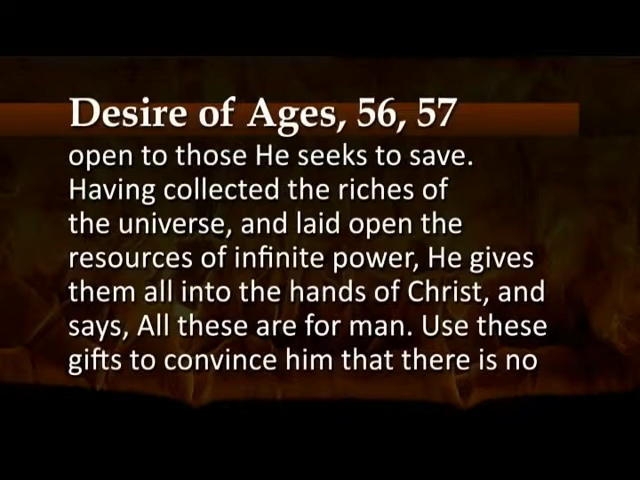 Desire of Ages, 56, 57
open to those He seeks to save.
Having collected the riches of
the universe, and laid open the
resources of infinite power, He gives
them all into the hands of Christ, and
says, All these are for man. Use these
gifts to convince him that there is no